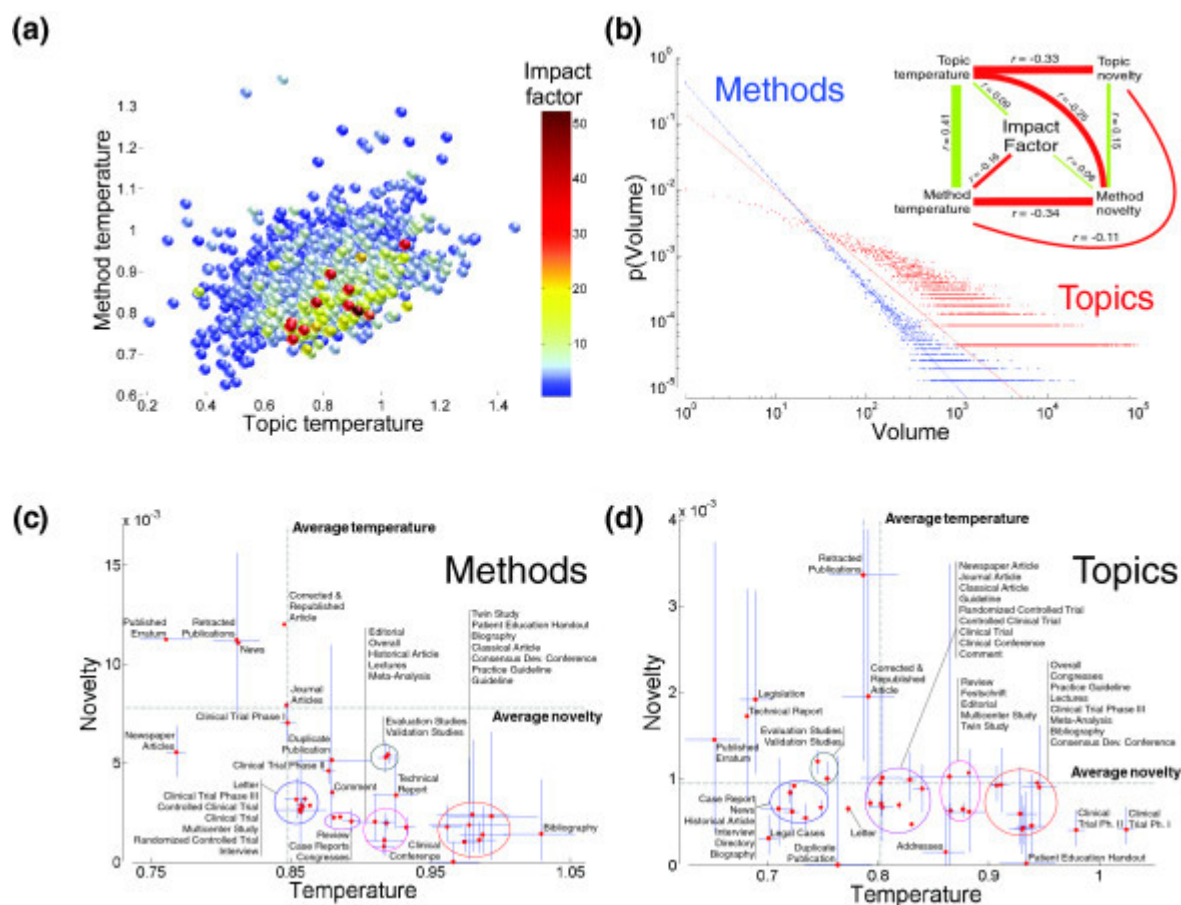 (a)
Impact
factor
50
40
30
20
10
1.3
1.2
1.1
1
0.9
0.8
0.7
0.6
Method temperature
0.2
0.4
0.6
0.8
1
1.2
1.4
Topic temperature
(b)
10^0
10^-1
10^-2
10^-3
10^-4
10^-5
p(Volume)
Methods
Topics
Topic
temperature
r = -0.33
Topic
novelty
r = 0.09
r = -0.25
r = 0.41
r = 0.15
Impact
Factor
r = -0.16
r = 0.06
Method
temperature
r = -0.34
Method
novelty
r = -0.11
10^0
10^1
10^2
10^3
10^4
10^5
Volume
(c)
x 10^-3
Average temperature
Methods
15
10
5
0
Novelty
Published
Erratum
Retracted
Publications
News
Corrected &
Republished
Article
Editorial
Overall
Historical Article
Lectures
Meta-Analysis
Twin Study
Patient Education Handout
Biography
Classical Article
Consensus Dev. Conference
Practice Guideline
Guideline
Journal
Articles
Clinical Trial Phase I
Average novelty
Newspaper
Articles
Duplicate
Publication
Evaluation Studies
Validation Studies
Clinical Trial Phase II
Comment
Technical
Report
Letter
Clinical Trial Phase III
Controlled Clinical Trial
Clinical Trial
Multicenter Study
Randomized Controlled Trial
Interview
Review
Case Reports
Congresses
Clinical
Conference
Bibliography
0.75
0.85
0.95
1.05
Temperature
(d)
x 10^-3
Average temperature
Topics
4
3
2
1
0
Novelty
Retracted
Publications
Newspaper Article
Journal Article
Classical Article
Guideline
Randomized Controlled Trial
Controlled Clinical Trial
Clinical Trial
Clinical Conference
Comment
Corrected &
Republished
Article
Legislation
Technical Report
Review
Festschrift
Editorial
Multicenter Study
Twin Study
Overall
Congresses
Practice Guideline
Lectures
Clinical Trial Phase III
Meta-Analysis
Bibliography
Consensus Dev. Conference
Published
Erratum
Evaluation Studies
Validation Studies
Average novelty
Case Report
News
Historical Article
Interview
Directory
Biography
Legal Cases
Duplicate
Publication
Letter
Addresses
Clinical
Trial Ph. II
Clinical
Trial Ph. I
Patient Education Handout
0.7
0.8
0.9
1
Temperature